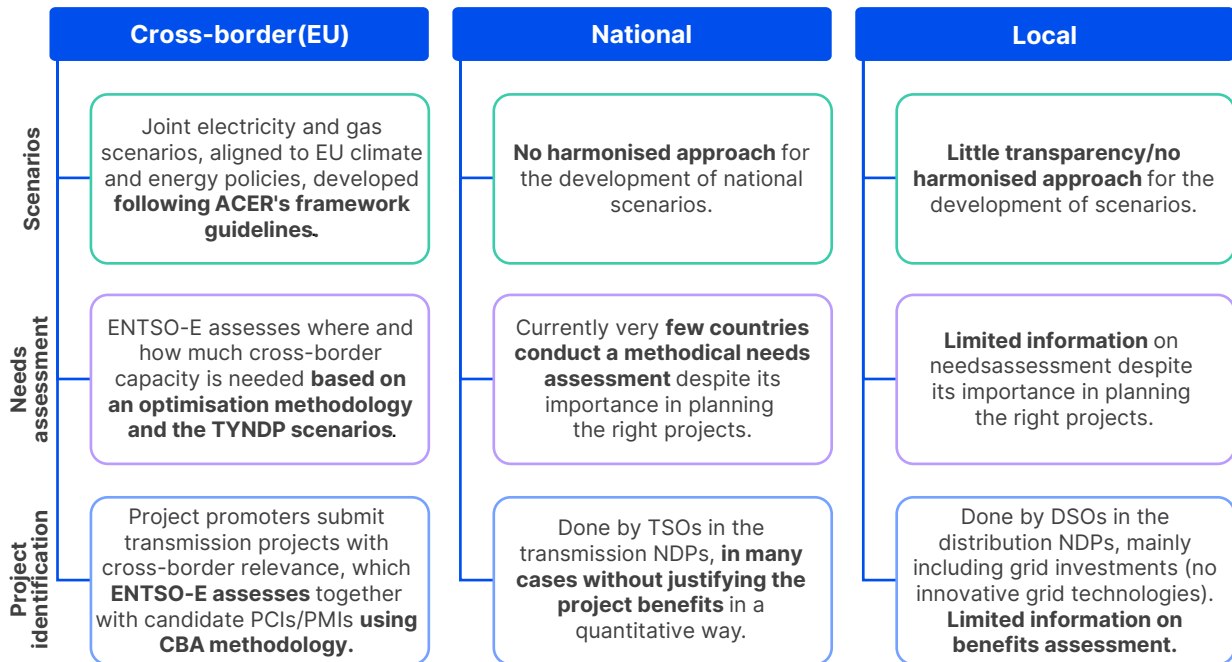 Cross-border(EU)
National
Local
Scenarios
Joint electricity and gas
scenarios, aligned to EU climate
and energy policies, developed
following ACER's framework
guidelines.
No harmonised approach for
the development of national
scenarios.
Little transparency/no
harmonised approach for the
development of scenarios.
Needs
assessment
ENTSO-E assesses where and
how much cross-border
capacity is needed based on
an optimisation methodology
and the TYNDP scenarios.
Currently very few countries
conduct a methodical needs
assessment despite its
importance in planning
the right projects.
Limited information on
needsassessment despite
its importance in planning
the right projects.
Project
identification
Project promoters submit
transmission projects with
cross-border relevance, which
ENTSO-E assesses together
with candidate PCIs/PMIs using
CBA methodology.
Done by TSOs in the
transmission NDPs, in many
cases without justifying the
project benefits in a
quantitative way.
Done by DSOs in the
distribution NDPs, mainly
including grid investments (no
innovative grid technologies).
Limited information on
benefits assessment.